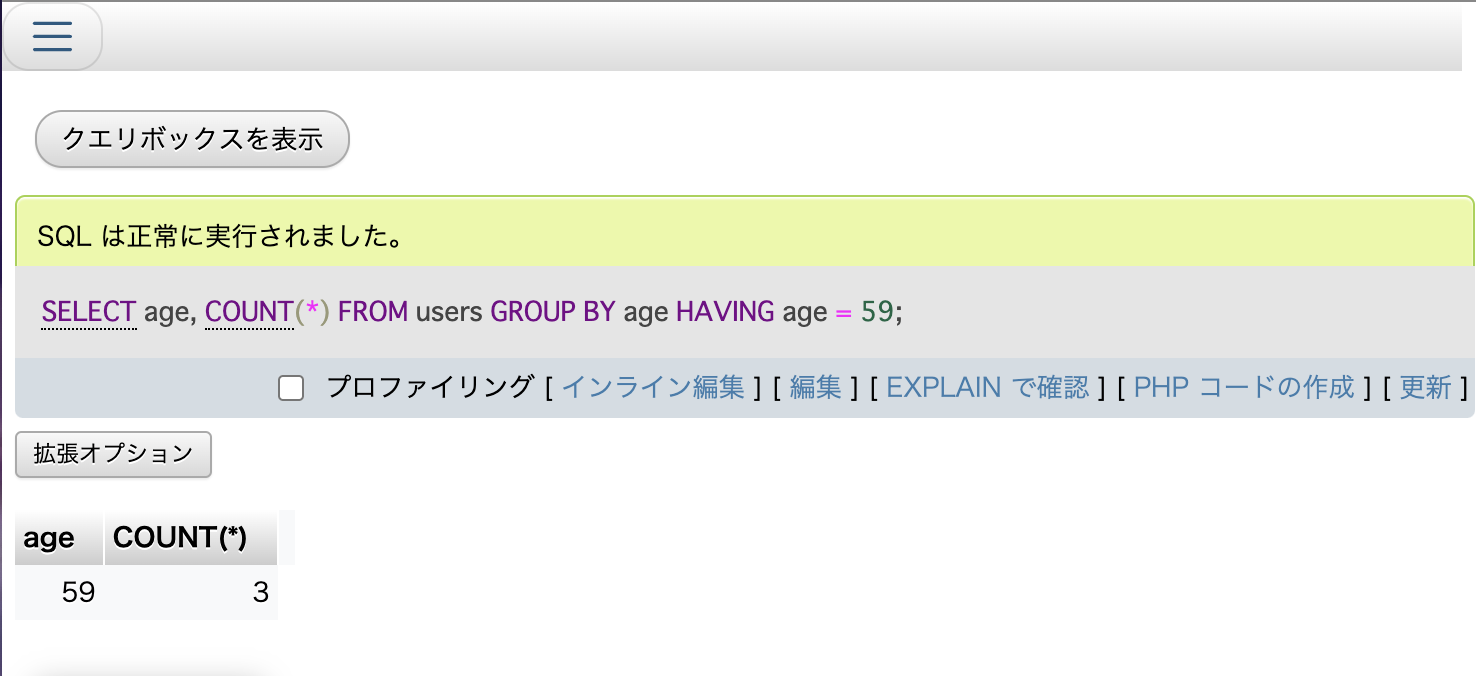 クエリボックスを表示
SQL は正常に実行されました。
SELECT age, COUNT(*) FROM users GROUP BY age HAVING age = 59;
プロファイリング [ インライン編集 ] [ 編集 ] [ EXPLAIN で確認 ] [ PHP コードの作成 ] [ 更新 ]
拡張オプション
age COUNT(*)
59 3